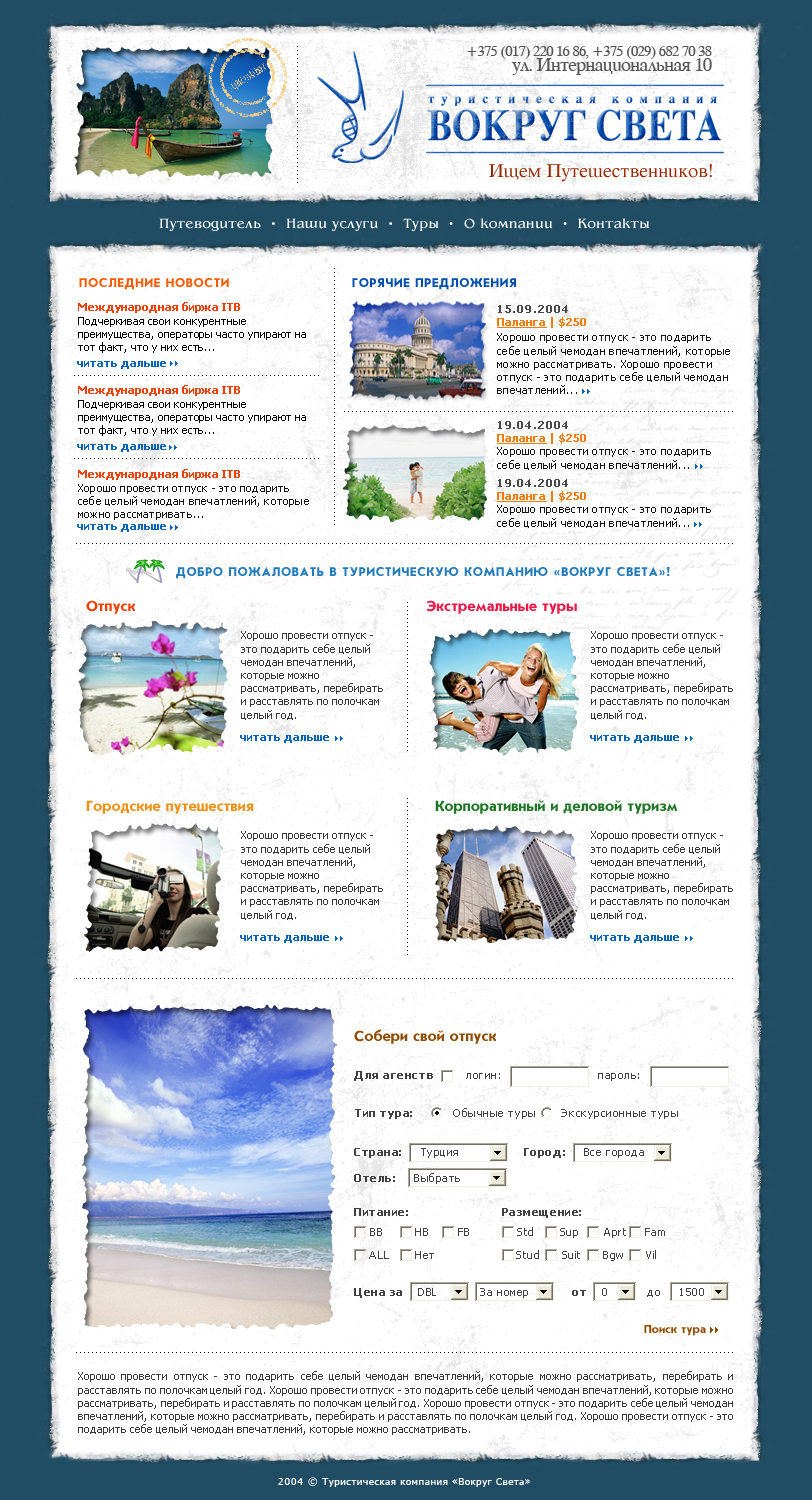 +375 (017) 220 16 86, +375 (029) 682 70 38
ул. Интернациональная 10
туристическая компания
ВОКРУГ СВЕТА
Ищем Путешественников!
Путеводитель • Наши услуги • Туры • О компании • Контакты
ПОСЛЕДНИЕ НОВОСТИ
Международная биржа ITB
Подчеркивая свои конкурентные
преимущества, операторы часто упирают на
тот факт, что у них есть...
читать дальше
Международная биржа ITB
Подчеркивая свои конкурентные
преимущества, операторы часто упирают на
тот факт, что у них есть...
читать дальше
Международная биржа ITB
Хорошо провести отпуск - это подарить
себе целый чемодан впечатлений, которые
можно рассматривать...
читать дальше
ГОРЯЧИЕ ПРЕДЛОЖЕНИЯ
15.09.2004
Паланга | $250
Хорошо провести отпуск - это подарить
себе целый чемодан впечатлений, которые
можно рассматривать. Хорошо провести
отпуск - это подарить себе целый чемодан
впечатлений...
19.04.2004
Паланга | $250
Хорошо провести отпуск - это подарить
себе целый чемодан впечатлений...
19.04.2004
Паланга | $250
Хорошо провести отпуск - это подарить
себе целый чемодан впечатлений...
ДОБРО ПОЖАЛОВАТЬ В ТУРИСТИЧЕСКУЮ КОМПАНИЮ «ВОКРУГ СВЕТА»!
Отпуск
Хорошо провести отпуск -
это подарить себе целый
чемодан впечатлений,
которые можно
рассматривать, перебирать
и расставлять по полочкам
целый год.
читать дальше
Экстремальные туры
Хорошо провести отпуск -
это подарить себе целый
чемодан впечатлений,
которые можно
рассматривать, перебирать
и расставлять по полочкам
целый год.
читать дальше
Городские путешествия
Хорошо провести отпуск -
это подарить себе целый
чемодан впечатлений,
которые можно
рассматривать, перебирать
и расставлять по полочкам
целый год.
читать дальше
Корпоративный и деловой туризм
Хорошо провести отпуск -
это подарить себе целый
чемодан впечатлений,
которые можно
рассматривать, перебирать
и расставлять по полочкам
целый год.
читать дальше
Собери свой отпуск
Для агенств логин: пароль:
Тип тура: Обычные туры Экскурсионные туры
Страна: Турция Город: Все города
Отель: Выбрать
Питание: Размещение:
BB HB FB Std Sup Aprt Fam
ALL Нет Stud Suit Bgw Vil
Цена за DBL За номер от 0 до 1500
Поиск тура
Хорошо провести отпуск - это подарить себе целый чемодан впечатлений, которые можно рассматривать, перебирать и
расставлять по полочкам целый год. Хорошо провести отпуск - это подарить себе целый чемодан впечатлений, которые можно
рассматривать, перебирать и расставлять по полочкам целый год. Хорошо провести отпуск - это подарить себе целый чемодан
впечатлений, которые можно рассматривать, перебирать и расставлять по полочкам целый год. Хорошо провести отпуск - это
подарить себе целый чемодан впечатлений, которые можно рассматривать.
2004 © Туристическая компания «Вокруг Света»